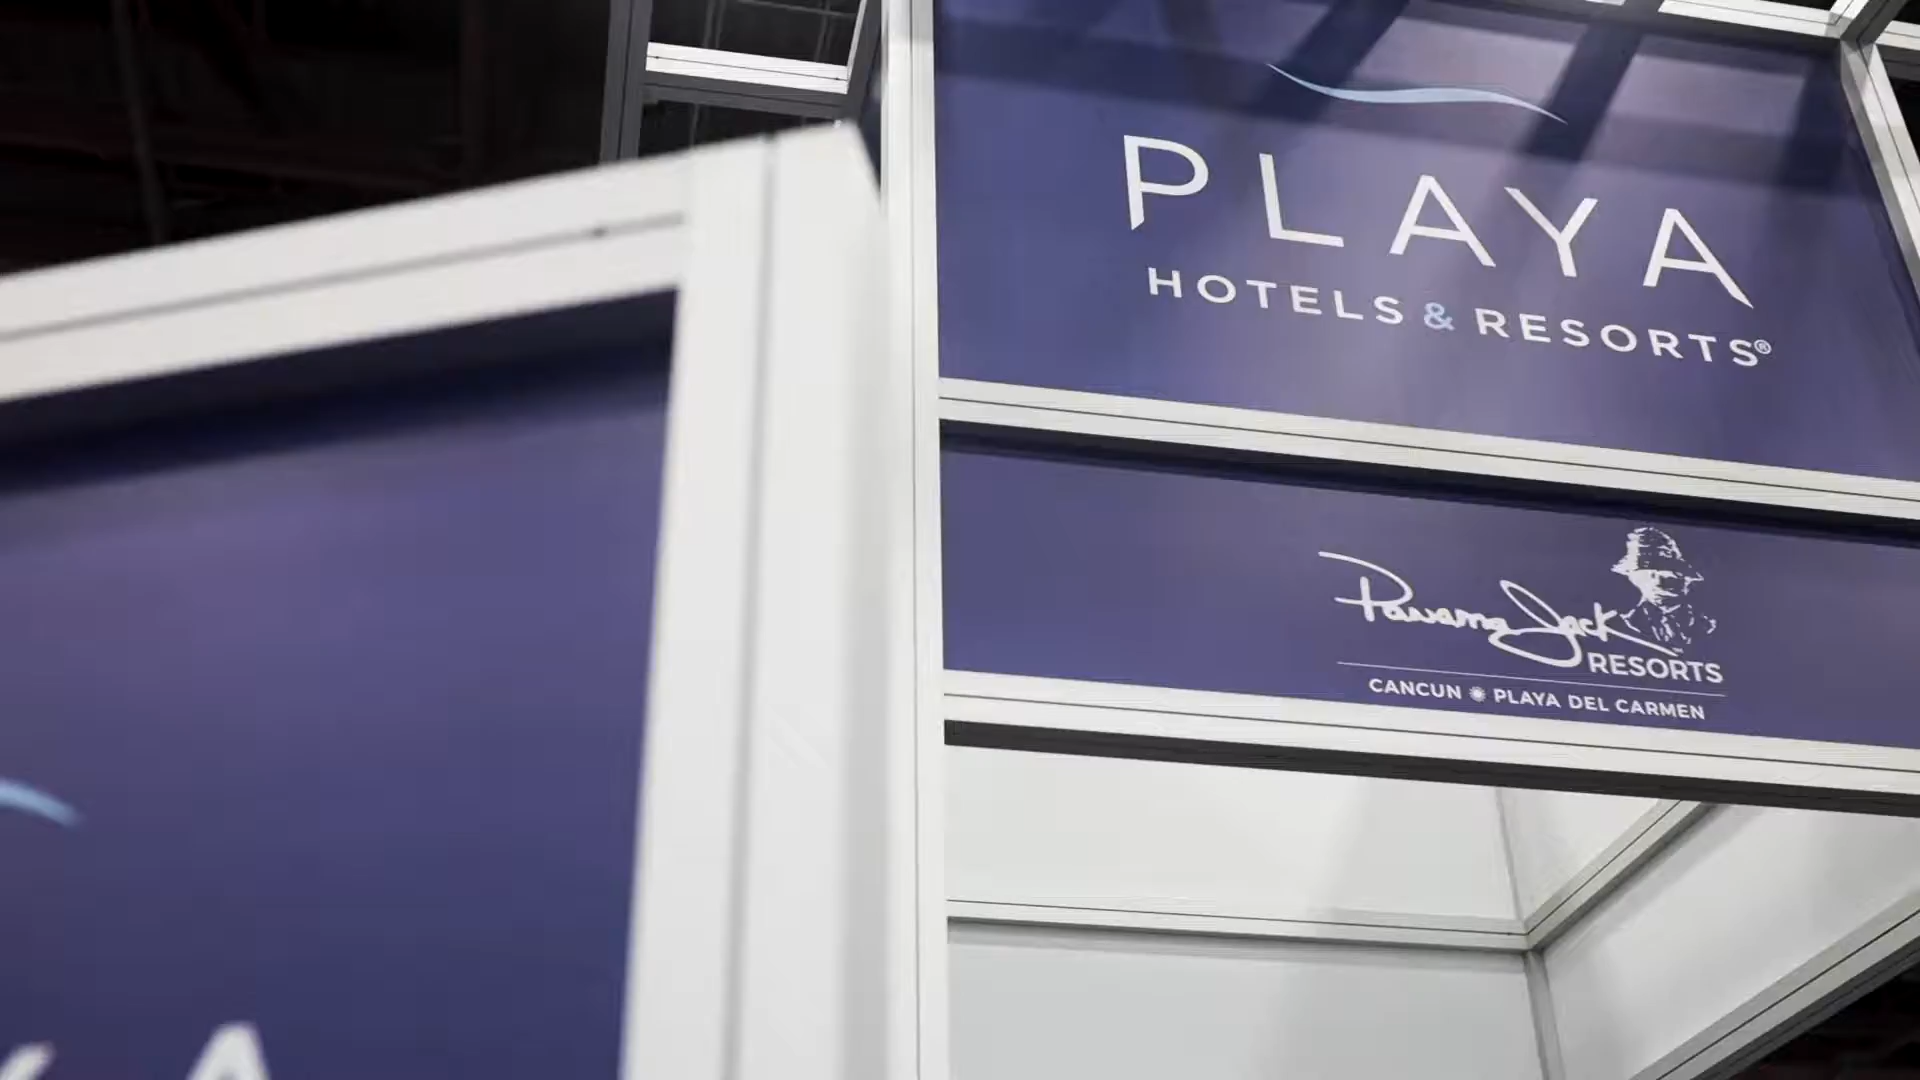 PLAYA
HOTELS & RESORTS®
Panama Jack
RESORTS
CANCUN ✺ PLAYA DEL CARMEN